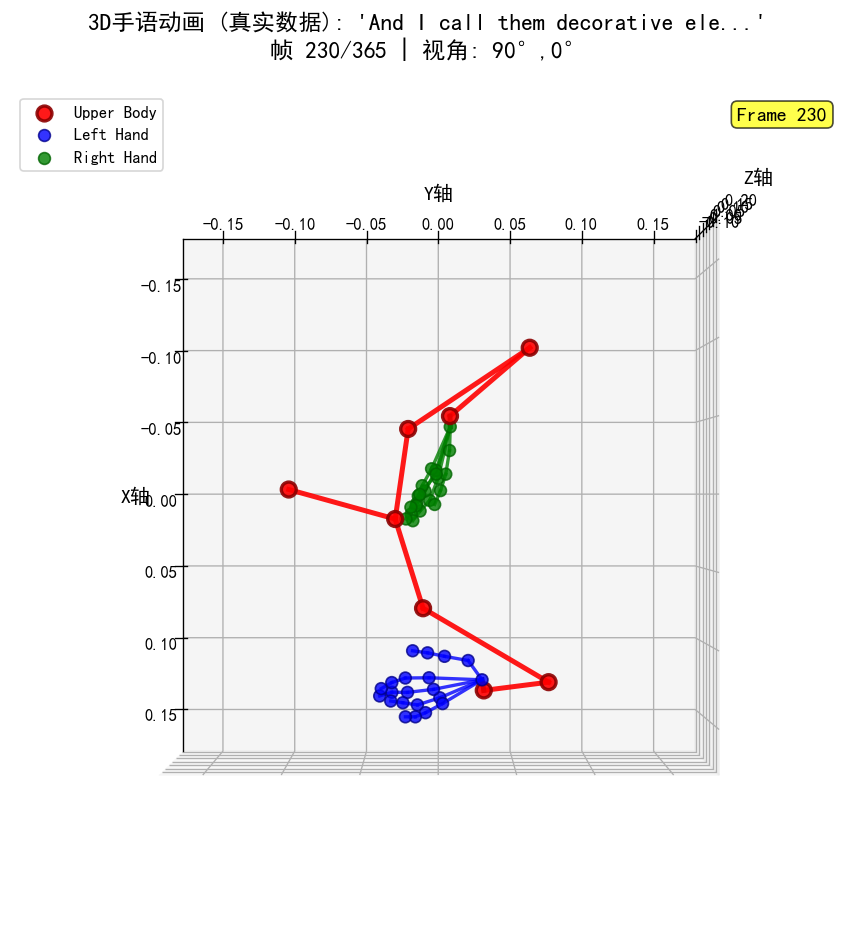 3D手语动画 (真实数据): 'And I call them decorative ele...'
帧 230/365 | 视角: 90°,0°
Upper Body
Left Hand
Right Hand
Frame 230
Z轴
Y轴
−0.15 −0.10 −0.05 0.00 0.05 0.10 0.15
−0.15
−0.10
−0.05
X轴
0.00
0.05
0.10
0.15